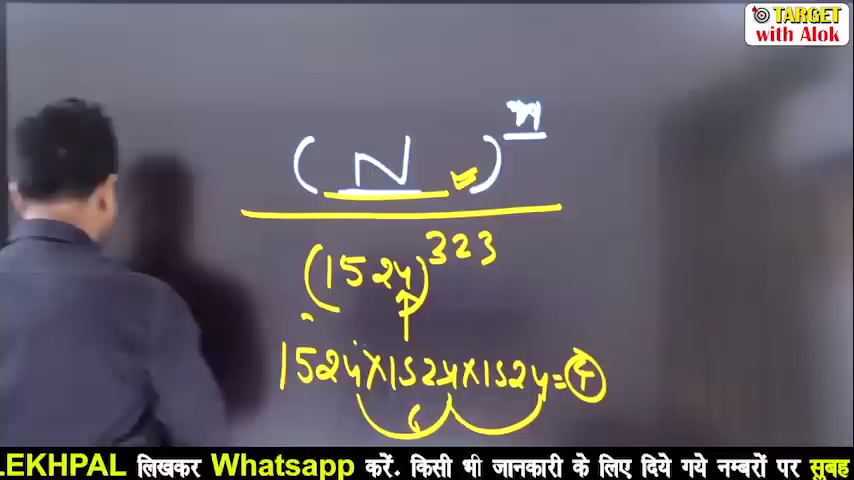 TARGET
with Alok
(N)ⁿ
(1524)³²³
1524×1524×1524=4
6
LEKHPAL लिखकर Whatsapp करें. किसी भी जानकारी के लिए दिये गये नम्बरों पर सुबह